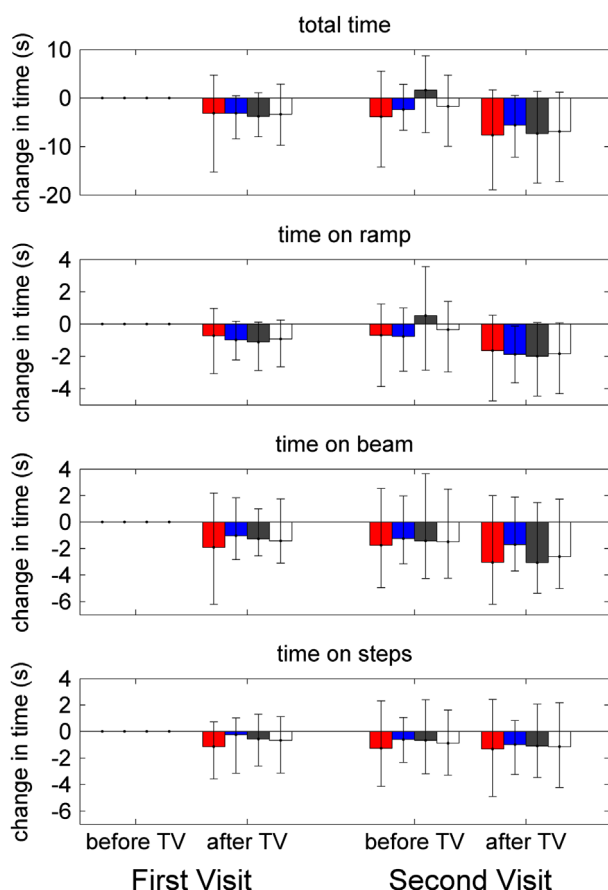 total time
change in time (s)
10
0
-10
-20
time on ramp
change in time (s)
4
2
0
-2
-4
time on beam
change in time (s)
4
2
0
-2
-4
-6
time on steps
change in time (s)
4
2
0
-2
-4
-6
before TV after TV before TV after TV
First Visit Second Visit